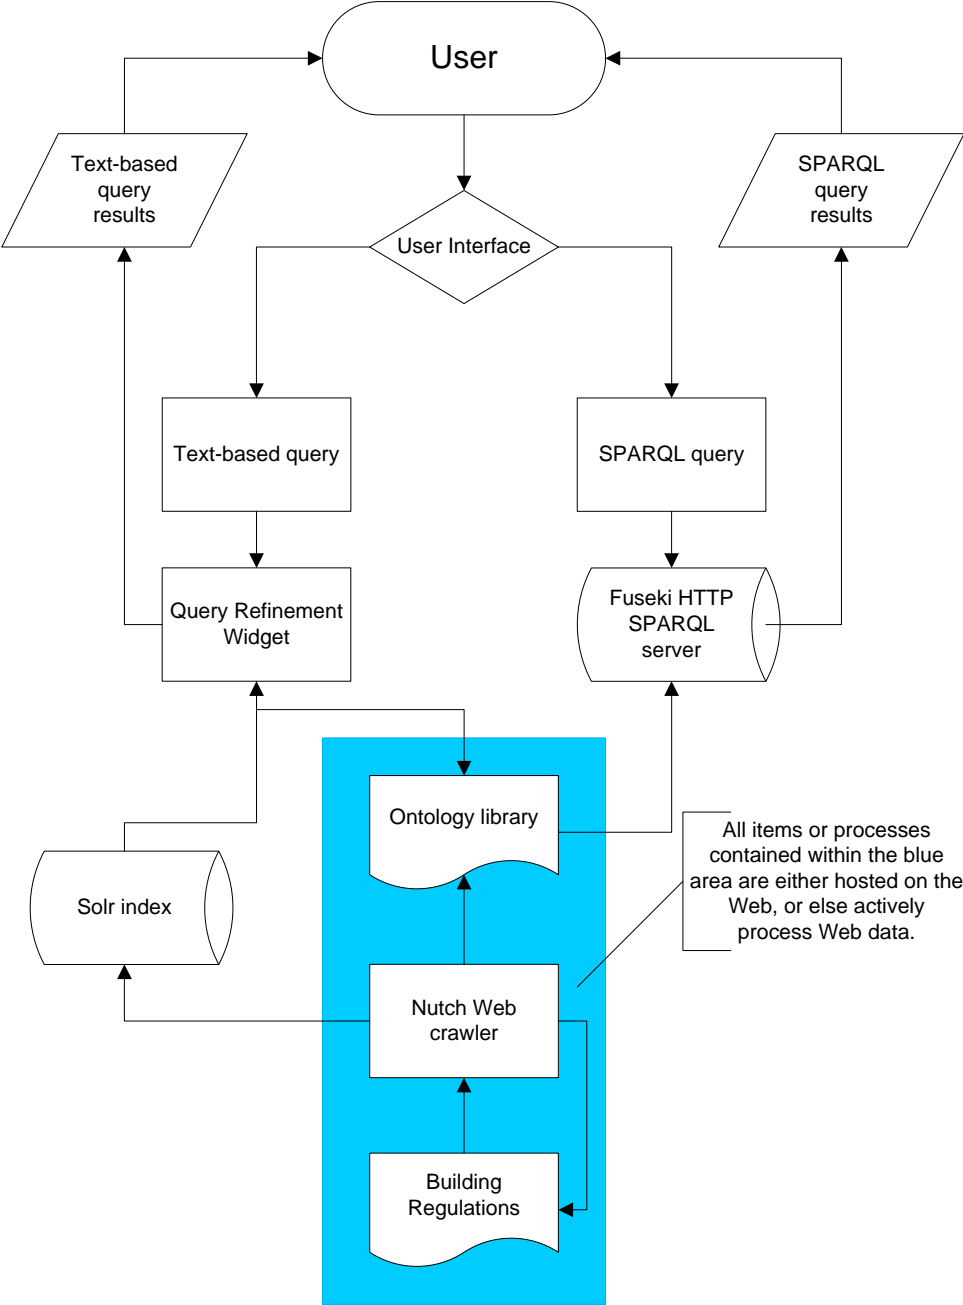 User
Text-based
query
results
SPARQL
query
results
User Interface
Text-based query
SPARQL query
Query Refinement
Widget
Fuseki HTTP
SPARQL
server
Ontology library
All items or processes
contained within the blue
area are either hosted on the
Web, or else actively
process Web data.
Solr index
Nutch Web
crawler
Building
Regulations